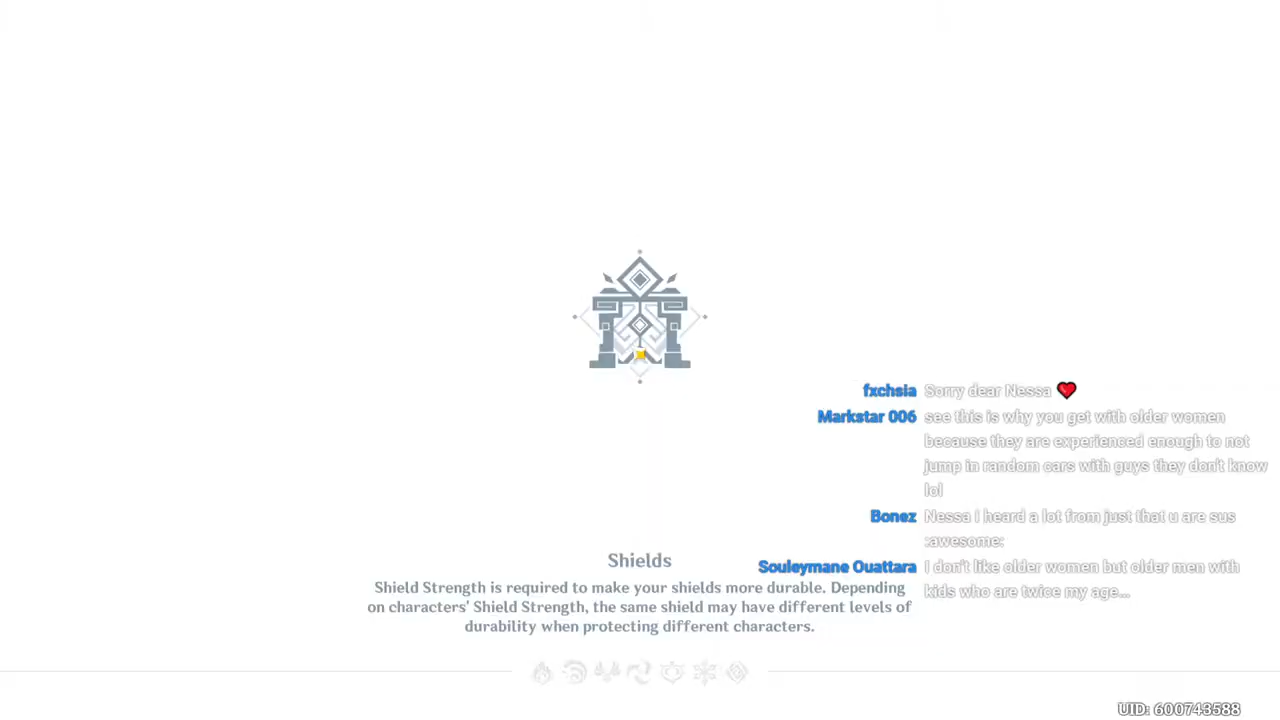 fxchsia Sorry dear Nessa ❤
Markstar 006 see this is why you get with older women
because they are experienced enough to not
jump in random cars with guys they don't know
lol
Bonez Nessa i heard a lot from just that u are sus
:awesome:
Souleymane Ouattara I don't like older women but older men with
kids who are twice my age...
Shields
Shield Strength is required to make your shields more durable. Depending
on characters' Shield Strength, the same shield may have different levels of
durability when protecting different characters.
UID: 600743588